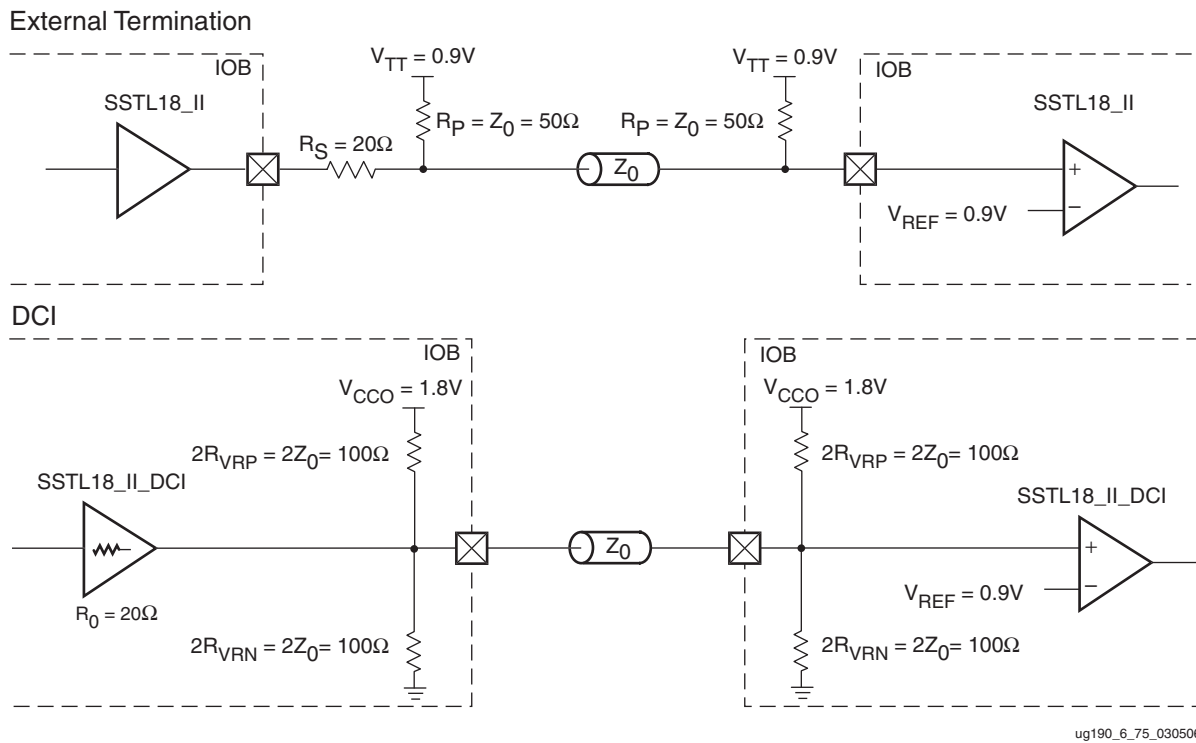 External Termination
IOB
SSTL18_II
V_TT = 0.9V
R_P = Z_0 = 50Ω
R_S = 20Ω
Z_0
V_TT = 0.9V
R_P = Z_0 = 50Ω
IOB
SSTL18_II
+
–
V_REF = 0.9V
DCI
IOB
V_CCO = 1.8V
2R_VRP = 2Z_0= 100Ω
SSTL18_II_DCI
R_0 = 20Ω
2R_VRN = 2Z_0= 100Ω
Z_0
IOB
V_CCO = 1.8V
2R_VRP = 2Z_0= 100Ω
SSTL18_II_DCI
+
–
V_REF = 0.9V
2R_VRN = 2Z_0= 100Ω
ug190_6_75_030506